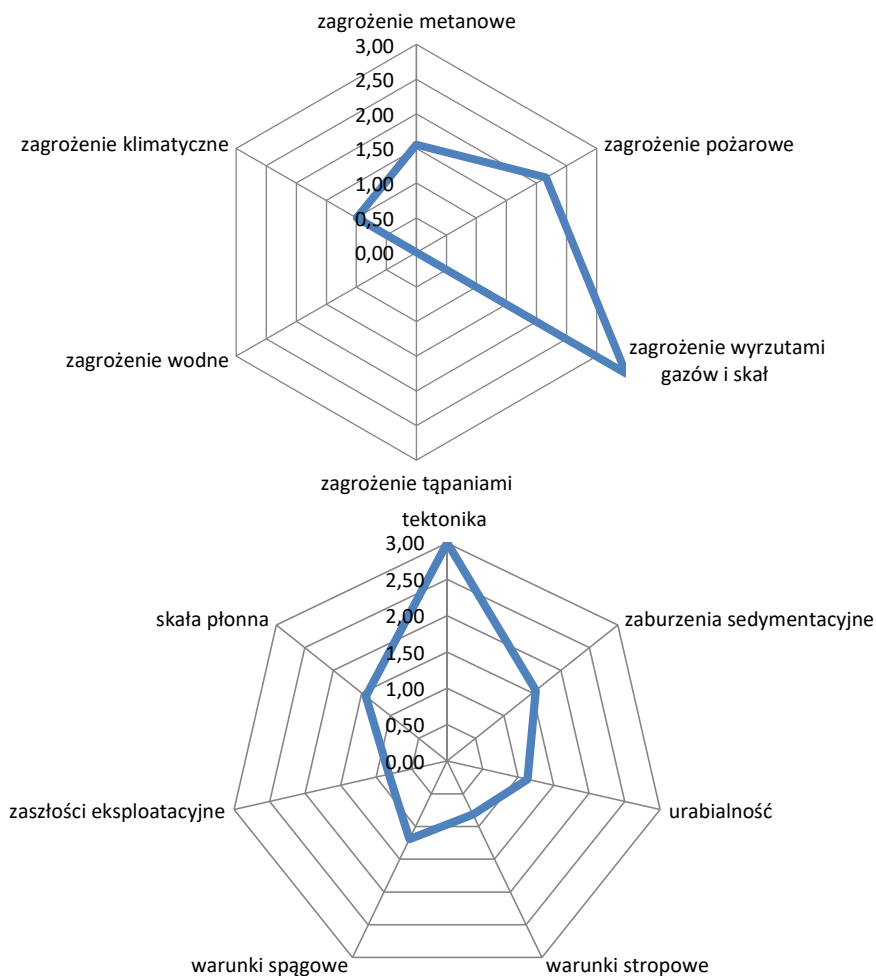 zagrożenie metanowe
3,00
2,50
2,00
1,50
1,00
0,50
0,00
zagrożenie klimatyczne
zagrożenie pożarowe
zagrożenie wodne
zagrożenie wyrzutami
gazów i skał
zagrożenie tąpaniami
tektonika
3,00
2,50
2,00
1,50
1,00
0,50
0,00
skała płonna
zaburzenia sedymentacyjne
zaszłości eksploatacyjne
urabialność
warunki spągowe
warunki stropowe